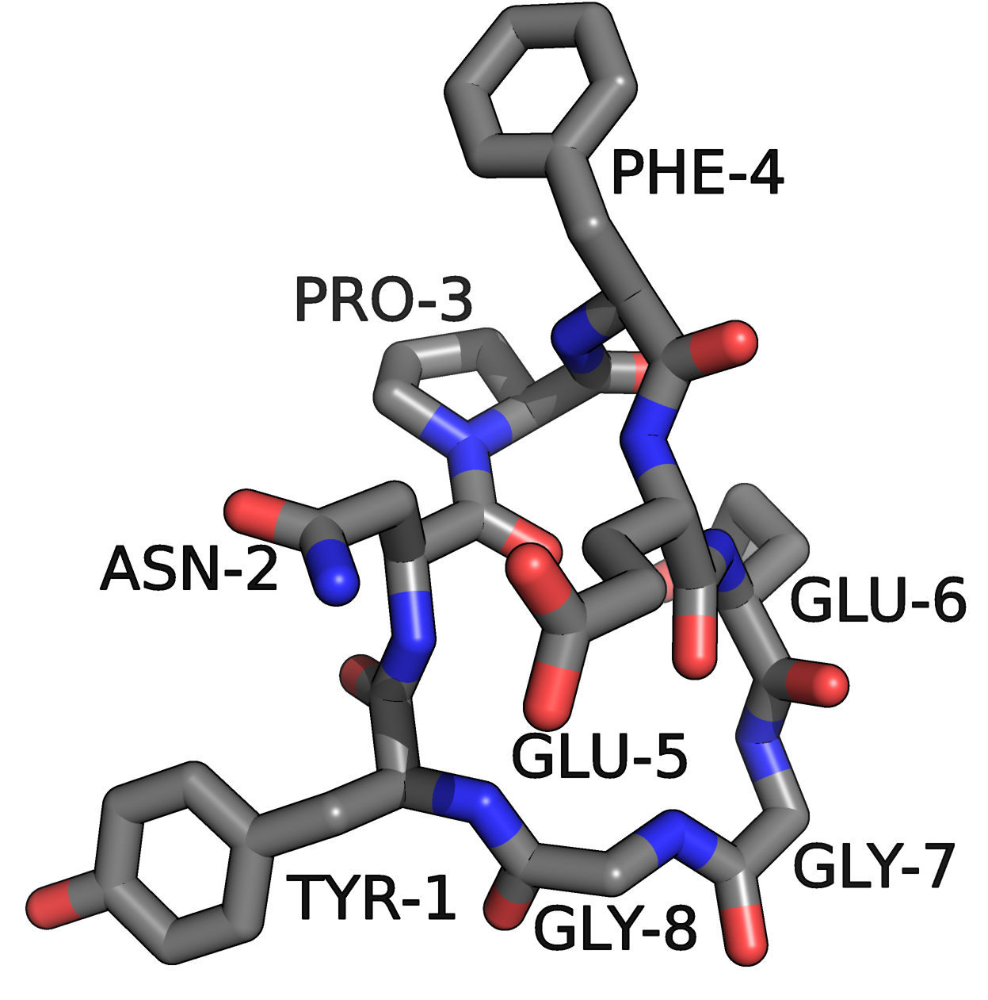 PHE-4
PRO-3
ASN-2
GLU-6
GLU-5
GLY-7
TYR-1
GLY-8